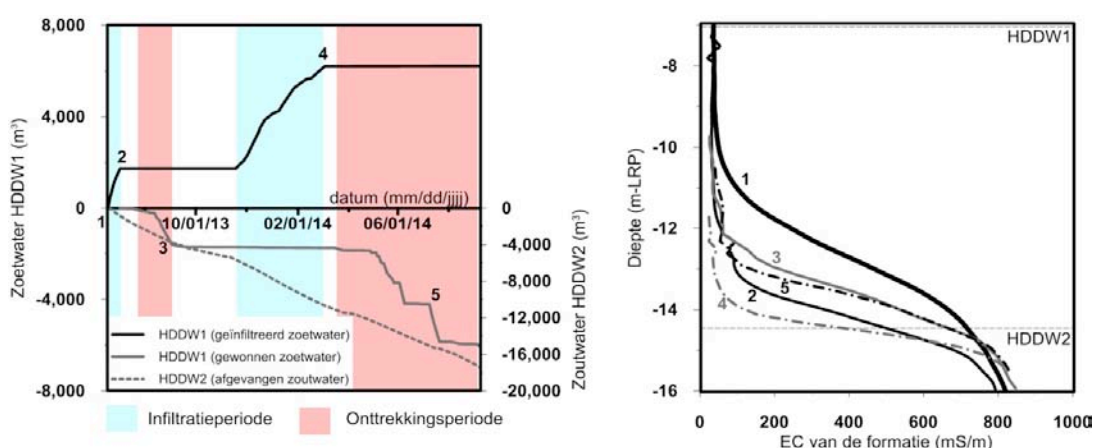 8,000
4,000
0
-4,000
-8,000
Zoetwater HDDW1 (m³)
1
2
3
4
5
datum (mm/dd/jjjj)
10/01/13
02/01/14
06/01/14
0
-4,000
-8,000
-12,000
-16,000
-20,000
Zoutwater HDDW2 (m³)
HDDW1 (geïnfiltreerd zoetwater)
HDDW1 (gewonnen zoetwater)
HDDW2 (afgevangen zoutwater)
Infiltratieperiode
Onttrekkingsperiode
Diepte (m-LRP)
-8
-10
-12
-14
-16
HDDW1
1
3
5
2
4
HDDW2
0
200
400
600
800
1000
EC van de formatie (mS/m)